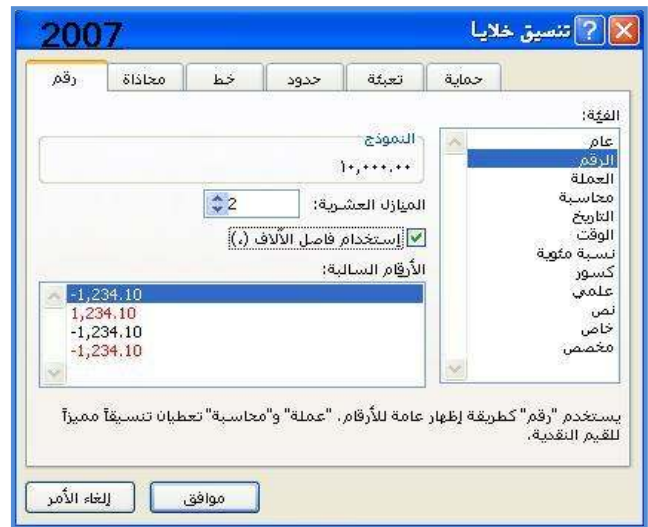 تنسيق خلايا
2007
رقم
محاذاة
خط
حدود
تعبئة
حماية
الفئة:
عام
الرقم
العملة
محاسبة
التاريخ
الوقت
نسبة مئوية
كسور
علمي
نص
خاص
مخصص
النموذج
١٠,٠٠٠.٠٠
المنازل العشرية: 2
إستخدام فاصل الآلاف (،)
الأرقام السالبة:
-1,234.10
1,234.10
-1,234.10
-1,234.10
يستخدم "رقم" كطريقة إظهار عامة للأرقام. "عملة" و"محاسبة" تعطيان تنسيقاً مميزاً
للقيم النقدية.
موافق
إلغاء الأمر